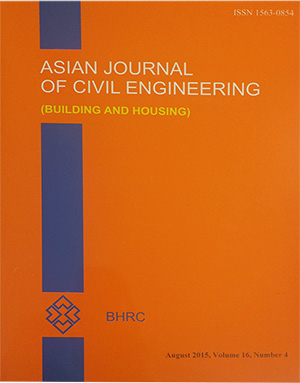 ISSN 1563-0854
ASIAN JOURNAL
OF CIVIL ENGINEERING
(BUILDING AND HOUSING)
BHRC
August 2015, Volume 16, Number 4